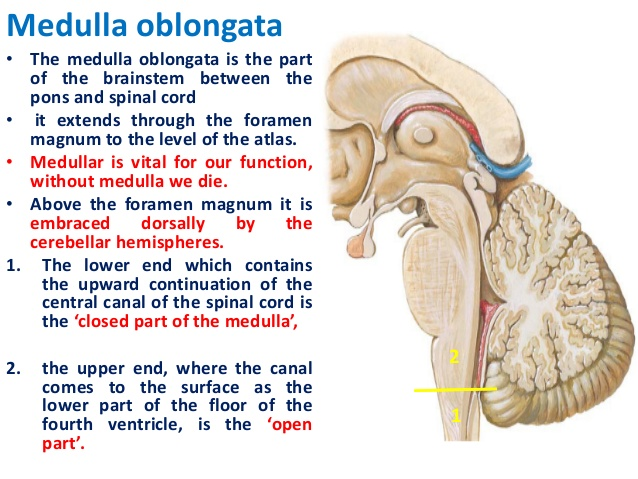 Medulla oblongata
• The medulla oblongata is the part
of the brainstem between the
pons and spinal cord
• it extends through the foramen
magnum to the level of the atlas.
• Medullar is vital for our function,
without medulla we die.
• Above the foramen magnum it is
embraced dorsally by the
cerebellar hemispheres.
1. The lower end which contains
the upward continuation of the
central canal of the spinal cord is
the ‘closed part of the medulla’,
2. the upper end, where the canal
comes to the surface as the
lower part of the floor of the
fourth ventricle, is the ‘open
part’.
2
1